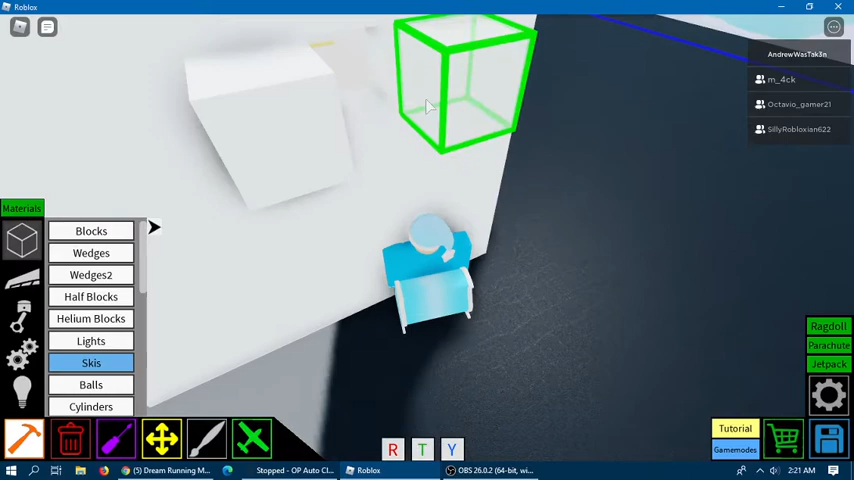 Roblox
AndrewWasTak3n
m_4ck
Octavio_gamer21
SillyRobloxian622
Materials
Blocks
Wedges
Wedges2
Half Blocks
Helium Blocks
Lights
Skis
Balls
Cylinders
Ragdoll
Parachute
Jetpack
R T Y
Tutorial
Gamemodes
(5) Dream Running M...
Stopped - OP Auto Cl...
Roblox
OBS 26.0.2 (64-bit, wi...
2:21 AM